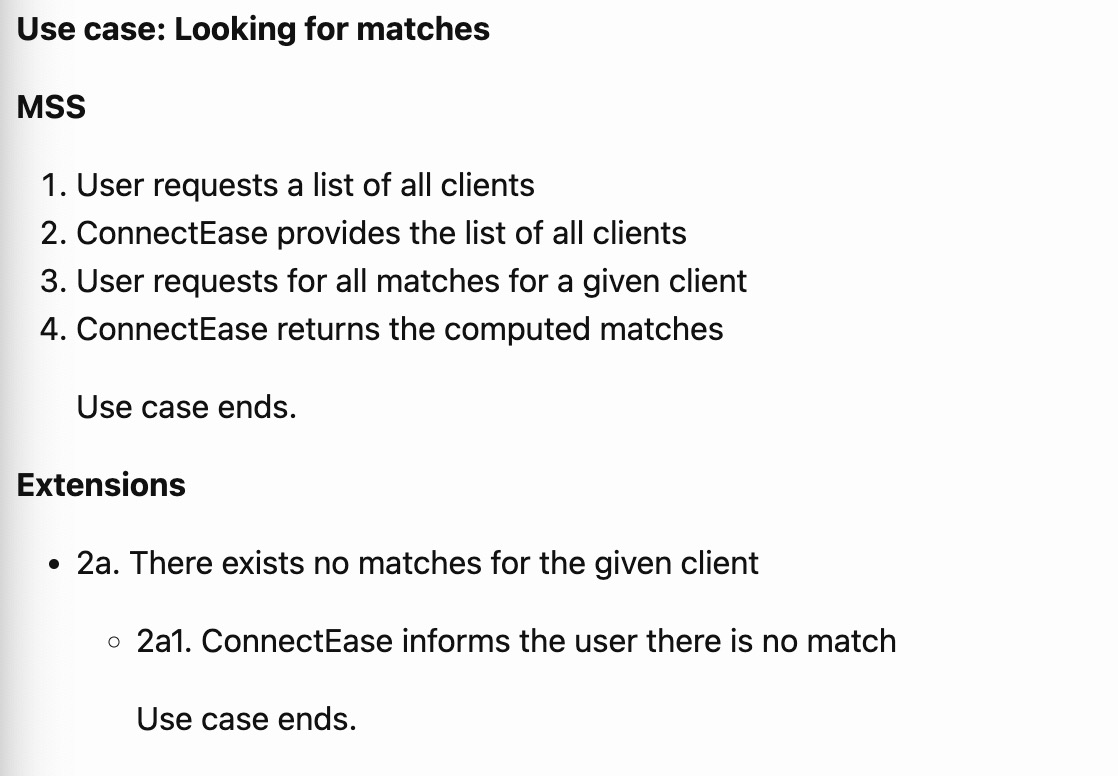 Use case: Looking for matches
MSS
1. User requests a list of all clients
2. ConnectEase provides the list of all clients
3. User requests for all matches for a given client
4. ConnectEase returns the computed matches
Use case ends.
Extensions
• 2a. There exists no matches for the given client
○ 2a1. ConnectEase informs the user there is no match
Use case ends.